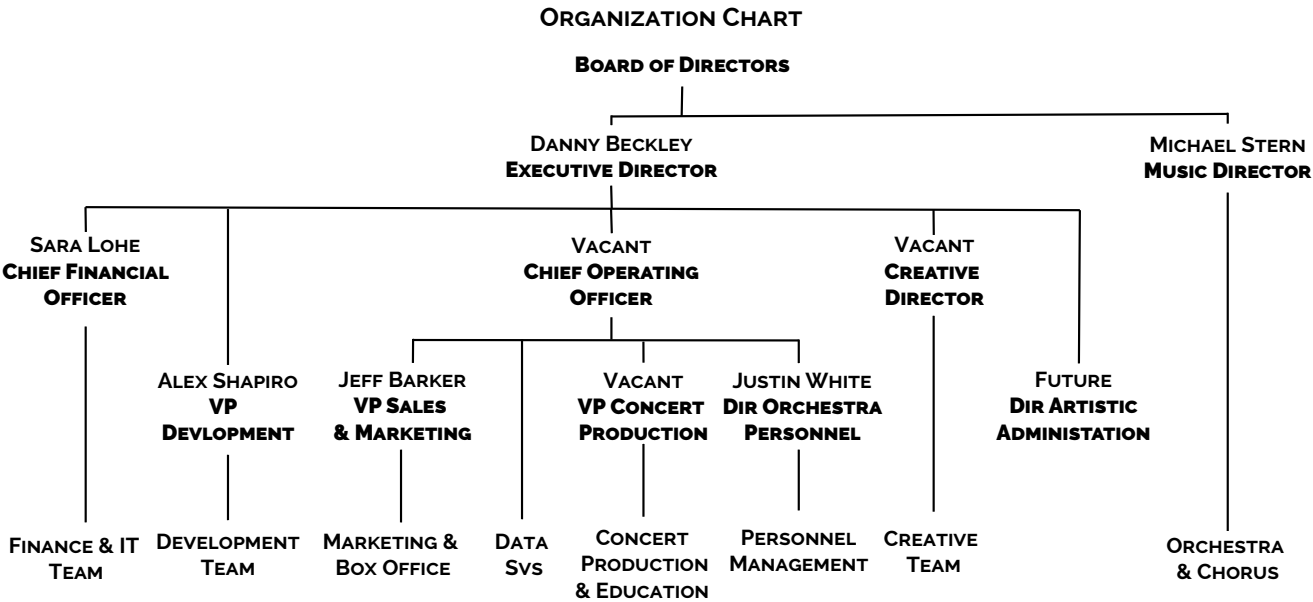 Organization Chart
Board of Directors
Danny Beckley
Executive Director
Michael Stern
Music Director
Sara Lohe
Chief Financial
Officer
Vacant
Chief Operating
Officer
Vacant
Creative
Director
Alex Shapiro
VP
Devlopment
Jeff Barker
VP Sales
& Marketing
Vacant
VP Concert
Production
Justin White
Dir Orchestra
Personnel
Future
Dir Artistic
Administation
Finance & IT
Team
Development
Team
Marketing &
Box Office
Data
Svs
Concert
Production
& Education
Personnel
Management
Creative
Team
Orchestra
& Chorus